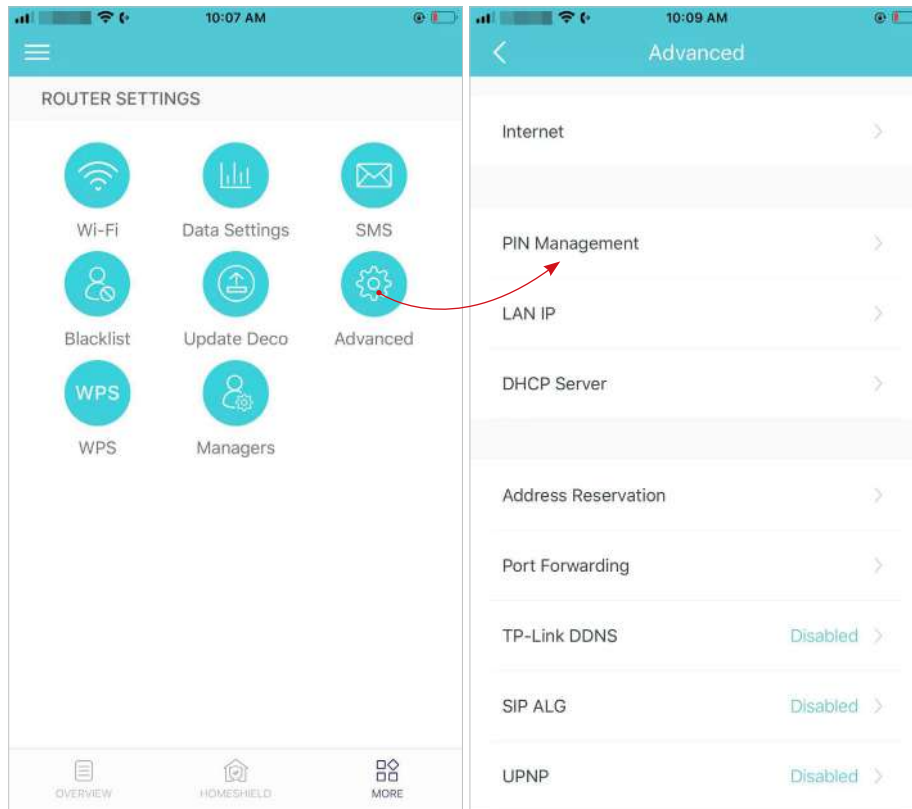 10:07 AM
ROUTER SETTINGS
Wi-Fi
Data Settings
SMS
Blacklist
Update Deco
Advanced
WPS
WPS
Managers
OVERVIEW
HOMESHIELD
MORE
10:09 AM
Advanced
Internet
PIN Management
LAN IP
DHCP Server
Address Reservation
Port Forwarding
TP-Link DDNS Disabled
SIP ALG Disabled
UPNP Disabled